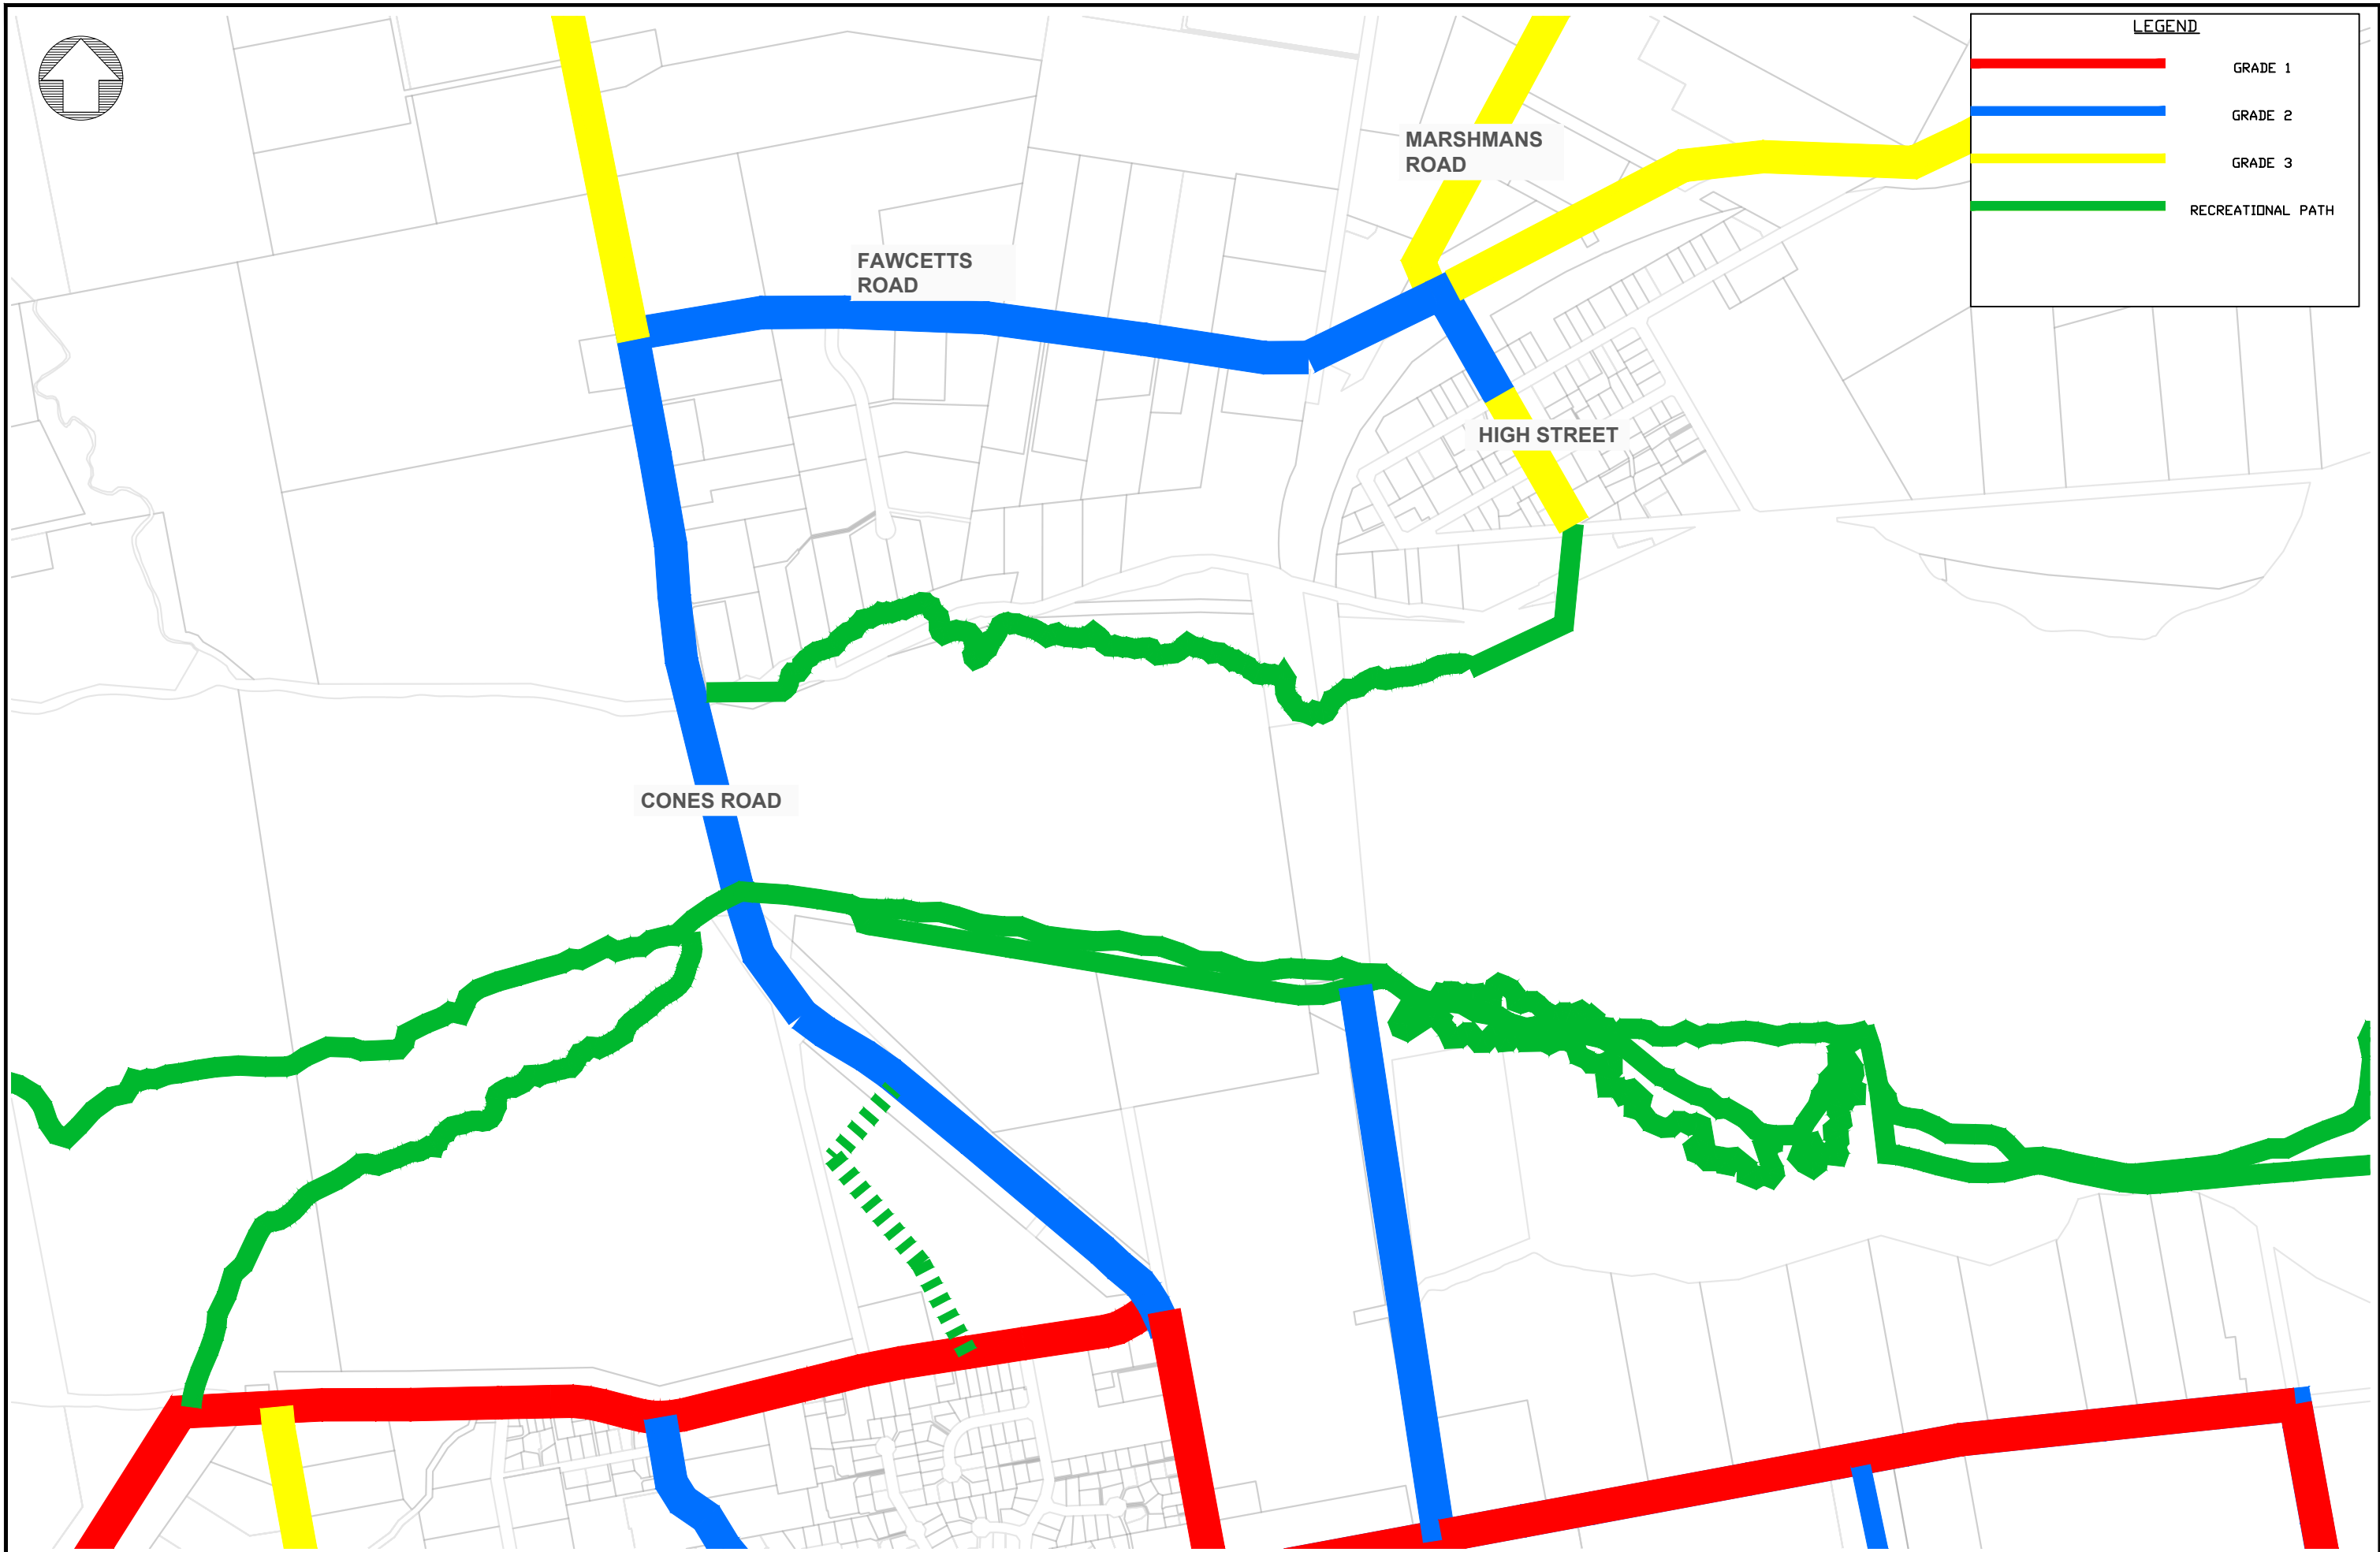 LEGEND
GRADE 1
GRADE 2
GRADE 3
RECREATIONAL PATH
MARSHMANS
ROAD
FAWCETTS
ROAD
HIGH STREET
CONES ROAD